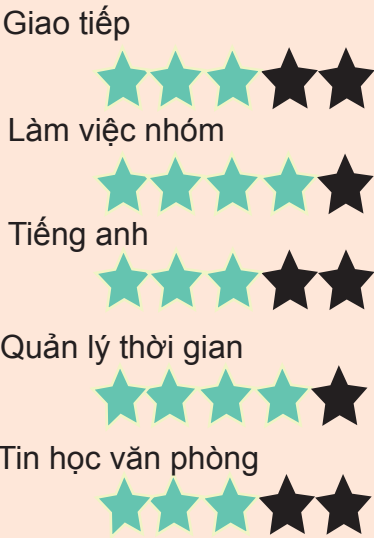 Giao tiếp
Làm việc nhóm
Tiếng anh
Quản lý thời gian
Tin học văn phòng